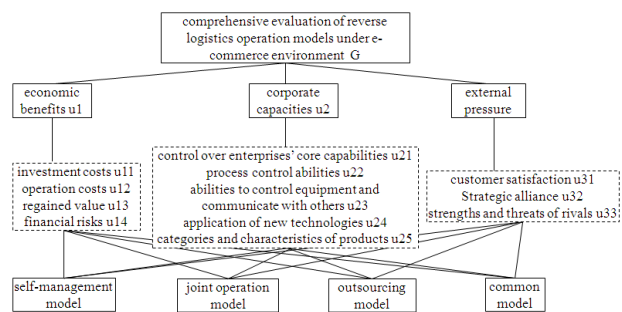 comprehensive evaluation of reverse
logistics operation models under e-
commerce environment G
economic
benefits u1
corporate
capacities u2
external
pressure
investment costs u11
operation costs u12
regained value u13
financial risks u14
control over enterprises' core capabilities u21
process control abilities u22
abilities to control equipment and
communicate with others u23
application of new technologies u24
categories and characteristics of products u25
customer satisfaction u31
Strategic alliance u32
strengths and threats of rivals u33
self-management
model
joint operation
model
outsourcing
model
common
model